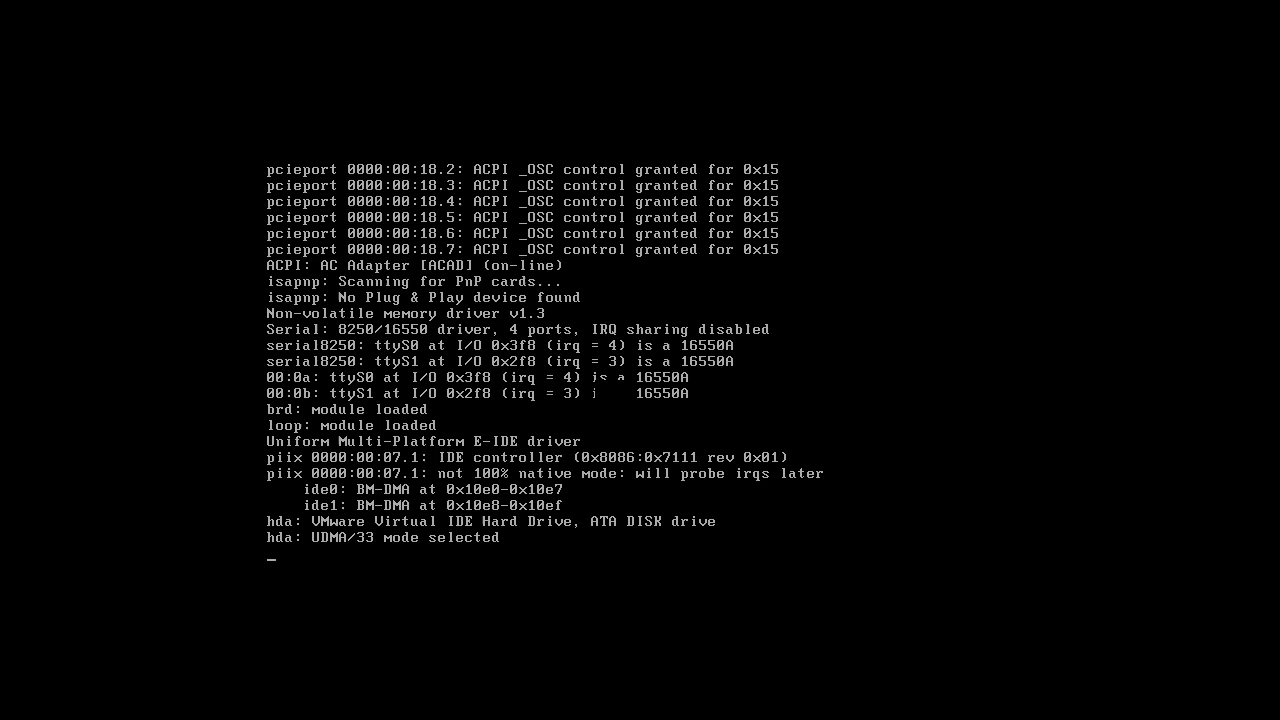 pcieport 0000:00:18.2: ACPI _OSC control granted for 0x15
pcieport 0000:00:18.3: ACPI _OSC control granted for 0x15
pcieport 0000:00:18.4: ACPI _OSC control granted for 0x15
pcieport 0000:00:18.5: ACPI _OSC control granted for 0x15
pcieport 0000:00:18.6: ACPI _OSC control granted for 0x15
pcieport 0000:00:18.7: ACPI _OSC control granted for 0x15
ACPI: AC Adapter [ACAD] (on-line)
isapnp: Scanning for PnP cards...
isapnp: No Plug & Play device found
Non-volatile memory driver v1.3
Serial: 8250/16550 driver, 4 ports, IRQ sharing disabled
serial8250: ttyS0 at I/O 0x3f8 (irq = 4) is a 16550A
serial8250: ttyS1 at I/O 0x2f8 (irq = 3) is a 16550A
00:0a: ttyS0 at I/O 0x3f8 (irq = 4) is a 16550A
00:0b: ttyS1 at I/O 0x2f8 (irq = 3) 16550A
brd: module loaded
loop: module loaded
Uniform Multi-Platform E-IDE driver
piix 0000:00:07.1: IDE controller (0x8086:0x7111 rev 0x01)
piix 0000:00:07.1: not 100% native mode: will probe irqs later
ide0: BM-DMA at 0x10e0-0x10e7
ide1: BM-DMA at 0x10e8-0x10ef
hda: VMware Virtual IDE Hard Drive, ATA DISK drive
hda: UDMA/33 mode selected
_